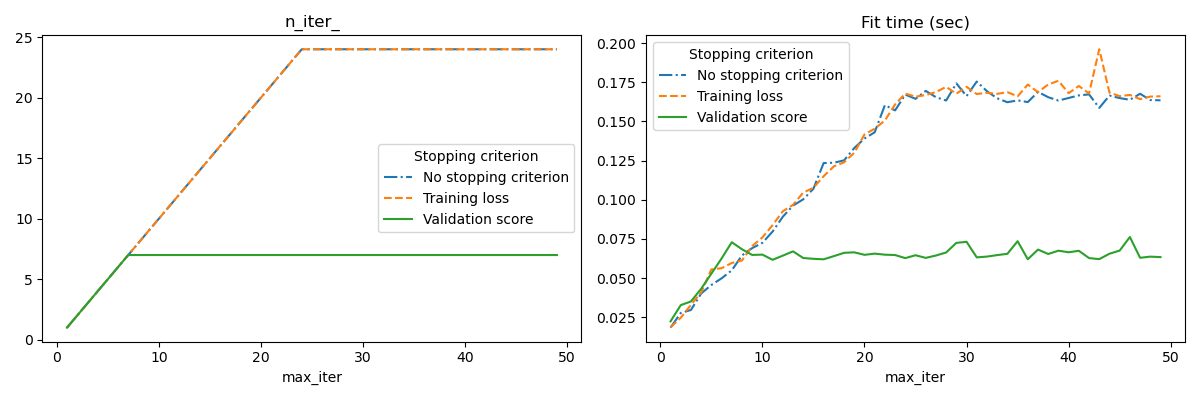 n_iter_
25
20
15
10
5
0
Stopping criterion
No stopping criterion
Training loss
Validation score
0 10 20 30 40 50
max_iter
Fit time (sec)
0.200
0.175
0.150
0.125
0.100
0.075
0.050
0.025
Stopping criterion
No stopping criterion
Training loss
Validation score
0 10 20 30 40 50
max_iter